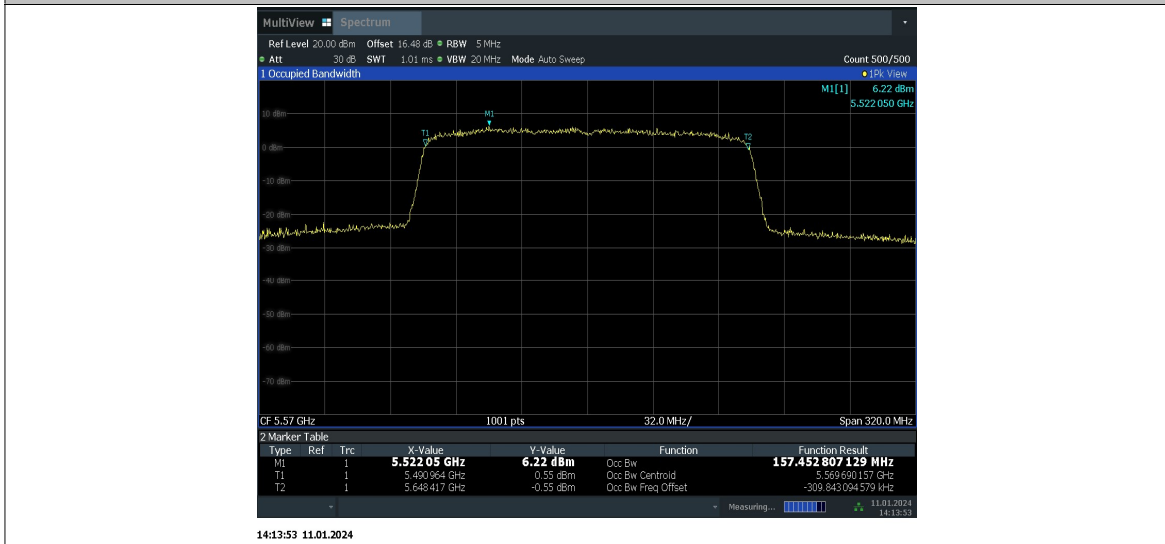 MultiView Spectrum
Ref Level 20.00 dBm Offset 16.48 dB RBW 5 MHz
Att 30 dB SWT 1.01 ms VBW 20 MHz Mode Auto Sweep Count 500/500
1 Occupied Bandwidth 1Pk View
M1[1] 6.22 dBm
5.522 050 GHz
10 dBm
M1
T1
T2
0 dBm
-10 dBm
-20 dBm
-30 dBm
-40 dBm
-50 dBm
-60 dBm
-70 dBm
CF 5.57 GHz 1001 pts 32.0 MHz/ Span 320.0 MHz
2 Marker Table
Type Ref Trc X-Value Y-Value Function Function Result
M1 1 5.522 05 GHz 6.22 dBm Occ Bw 157.452 807 129 MHz
T1 1 5.490 964 GHz 0.55 dBm Occ Bw Centroid 5.569 690 157 GHz
T2 1 5.648 417 GHz -0.55 dBm Occ Bw Freq Offset -309.843 094 579 kHz
Measuring... 11.01.2024
14:13:53
14:13:53 11.01.2024